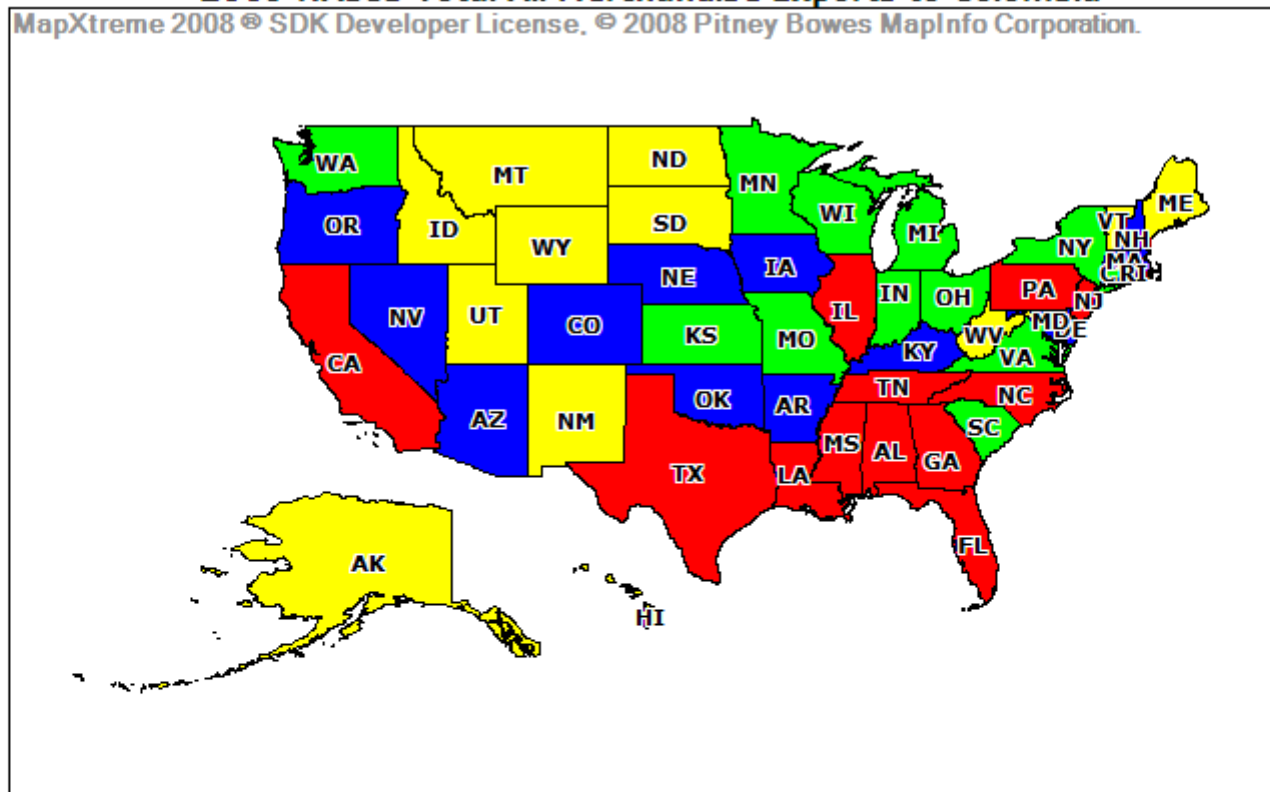 MapXtreme 2008 ® SDK Developer License, © 2008 Pitney Bowes MapInfo Corporation.
WA
MT
ND
MN
ME
VT
OR
ID
SD
WI
MI
NY
NH
WY
MA
NE
IA
RI
NV
UT
CO
KS
MO
IL
IN
OH
PA
NJ
MD
DE
WV
VA
KY
CA
AZ
NM
OK
AR
TN
NC
SC
MS
AL
GA
LA
TX
FL
AK
HI